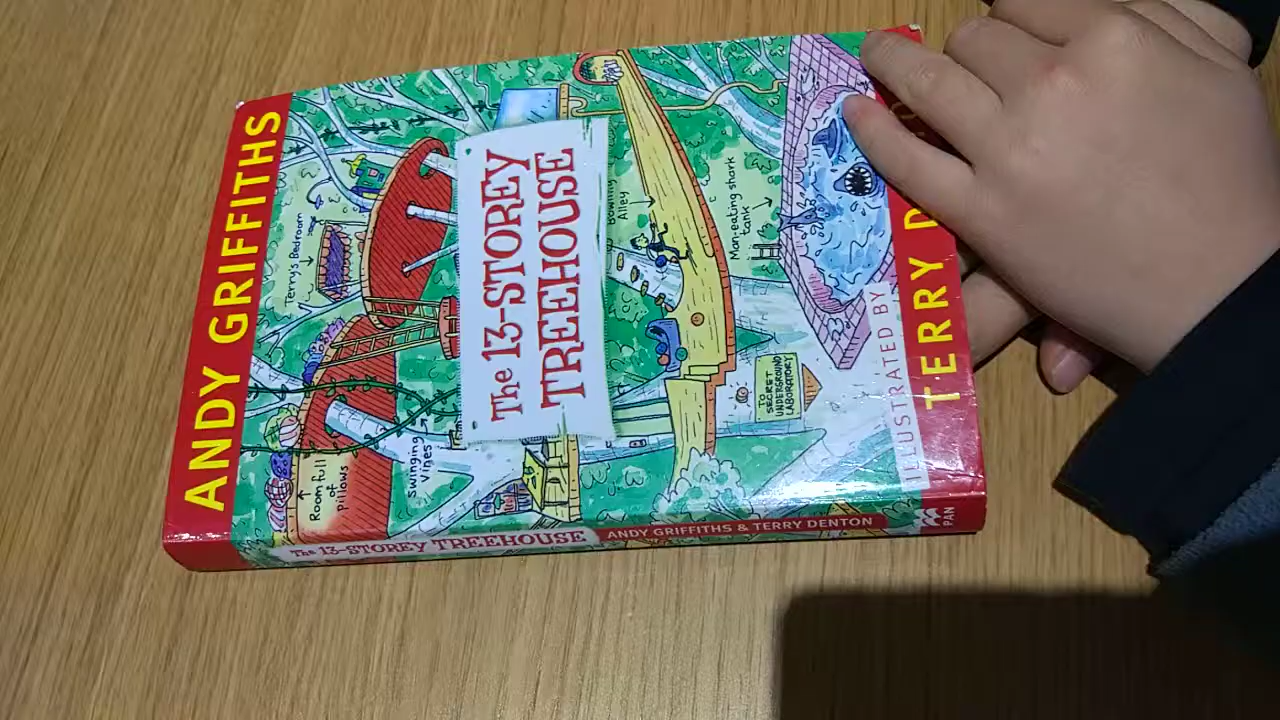 ANDY GRIFFITHS
The 13-STOREY
TREEHOUSE
Terry's Bedroom
Room full
of
pillows
swinging
vines
Bowling
Alley
Man-eating shark
tank
TO
SECRET
UNDERGROUND
LABORATORY
ILLUSTRATED BY
TERRY
The 13-STOREY TREEHOUSE
ANDY GRIFFITHS & TERRY DENTON
PAN